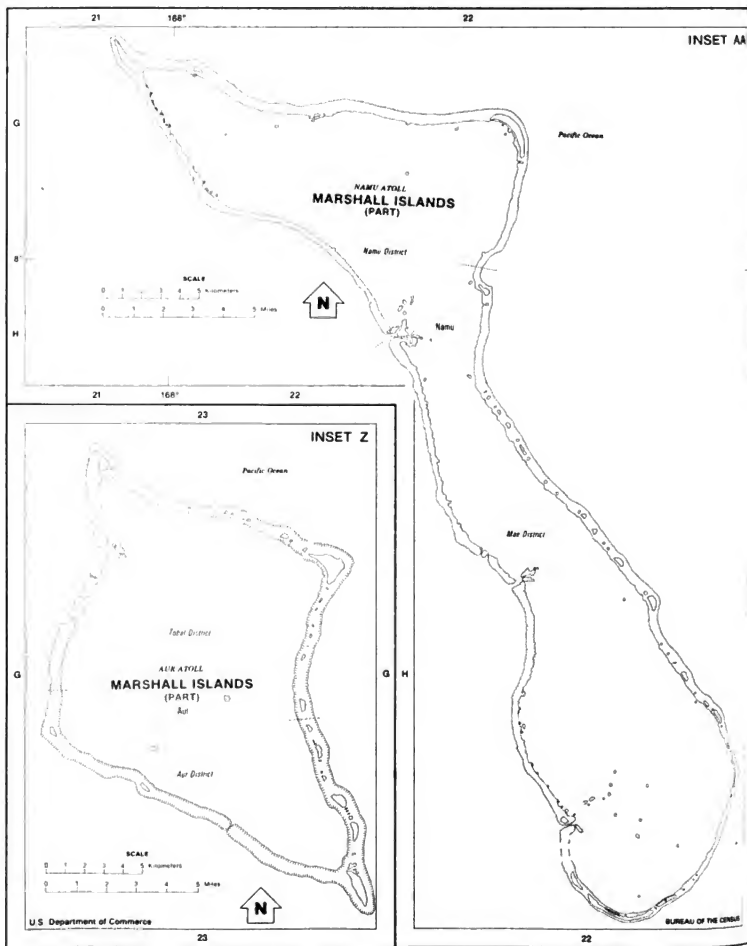 21
168°
22
INSET AA
G
Pacific Ocean
NAMU ATOLL
MARSHALL ISLANDS
(PART)
Namu District
8°
SCALE
0 1 2 3 4 5 Kilometers
0 1 2 3 4 5 Miles
N
Namu
H
21
168°
22
23
INSET Z
Pacific Ocean
Mae District
Tobal District
G
AUR ATOLL
MARSHALL ISLANDS
(PART)
G
H
Aur District
SCALE
0 1 2 3 4 5 Kilometers
0 1 2 3 4 5 Miles
N
U.S. Department of Commerce
BUREAU OF THE CENSUS
23
22